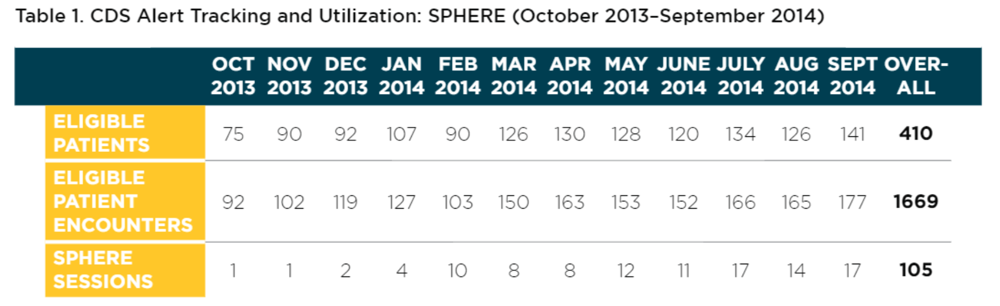 Table 1. CDS Alert Tracking and Utilization: SPHERE (October 2013–September 2014)
OCT NOV DEC JAN FEB MAR APR MAY JUNE JULY AUG SEPT OVER-
2013 2013 2013 2014 2014 2014 2014 2014 2014 2014 2014 2014 ALL
ELIGIBLE
PATIENTS
75 90 92 107 90 126 130 128 120 134 126 141 410
ELIGIBLE
PATIENT
ENCOUNTERS
92 102 119 127 103 150 163 153 152 166 165 177 1669
SPHERE
SESSIONS
1 1 2 4 10 8 8 12 11 17 14 17 105